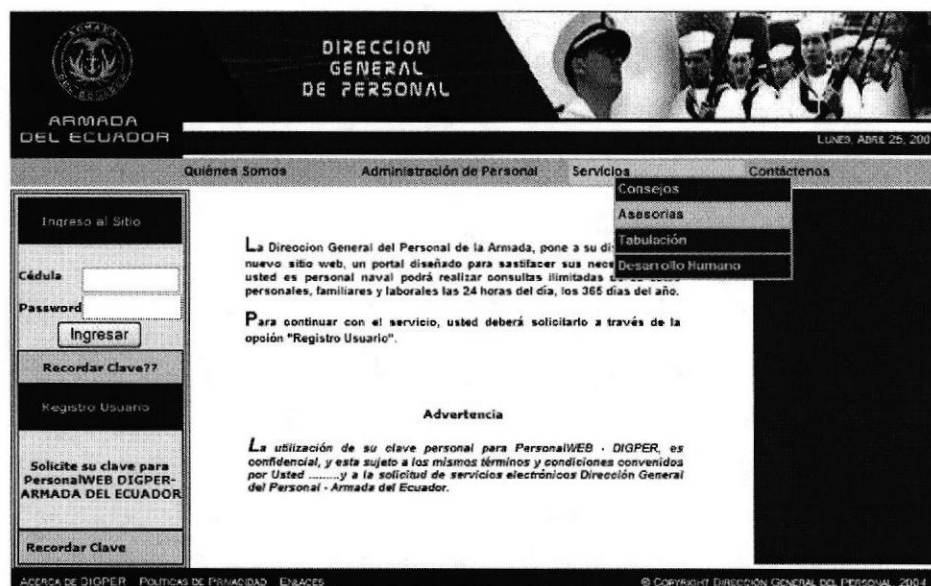 DIRECCION
GENERAL
DE PERSONAL
ARMADA
DEL ECUADOR
LUNES, ABRIL 25, 200
Quiénes Somos Administración de Personal Servicios Contáctenos
Consejos
Asesorias
Tabulación
Desarrollo Humano
Ingreso al Sitio
Cédula
Password
Ingresar
Recordar Clave??
Registro Usuario
Solicite su clave para
PersonalWEB DIGPER-
ARMADA DEL ECUADOR
Recordar Clave
La Direccion General del Personal de la Armada, pone a su
nuevo sitio web, un portal diseñado para sastifacer sus
usted es personal naval podrá realizar consultas ilimitadas
personales, familiares y laborales las 24 horas del día, los 365 días del año.
Para continuar con el servicio, usted deberá solicitarlo a través de la
opción "Registro Usuario".
Advertencia
La utilización de su clave personal para PersonalWEB - DIGPER, es
confidencial, y esta sujeto a los mismos términos y condiciones convenidos
por Usted ........y a la solicitud de servicios electrónicos Dirección General
del Personal - Armada del Ecuador.
ACERCA DE DIGPER POLITICAS DE PRIVACIDAD ENLACES
© COPYRIGHT DIRECCIÓN GENERAL DEL PERSONAL, 2004